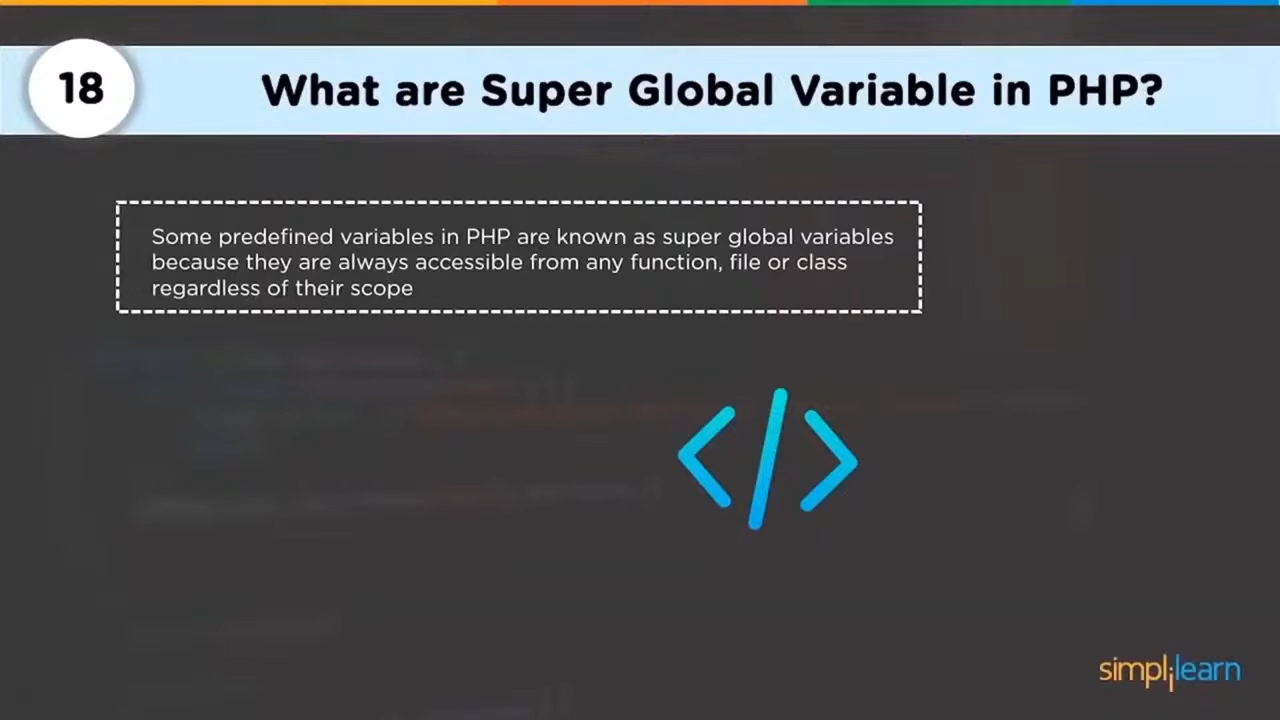 18
What are Super Global Variable in PHP?
Some predefined variables in PHP are known as super global variables
because they are always accessible from any function, file or class
regardless of their scope
</>
simplilearn